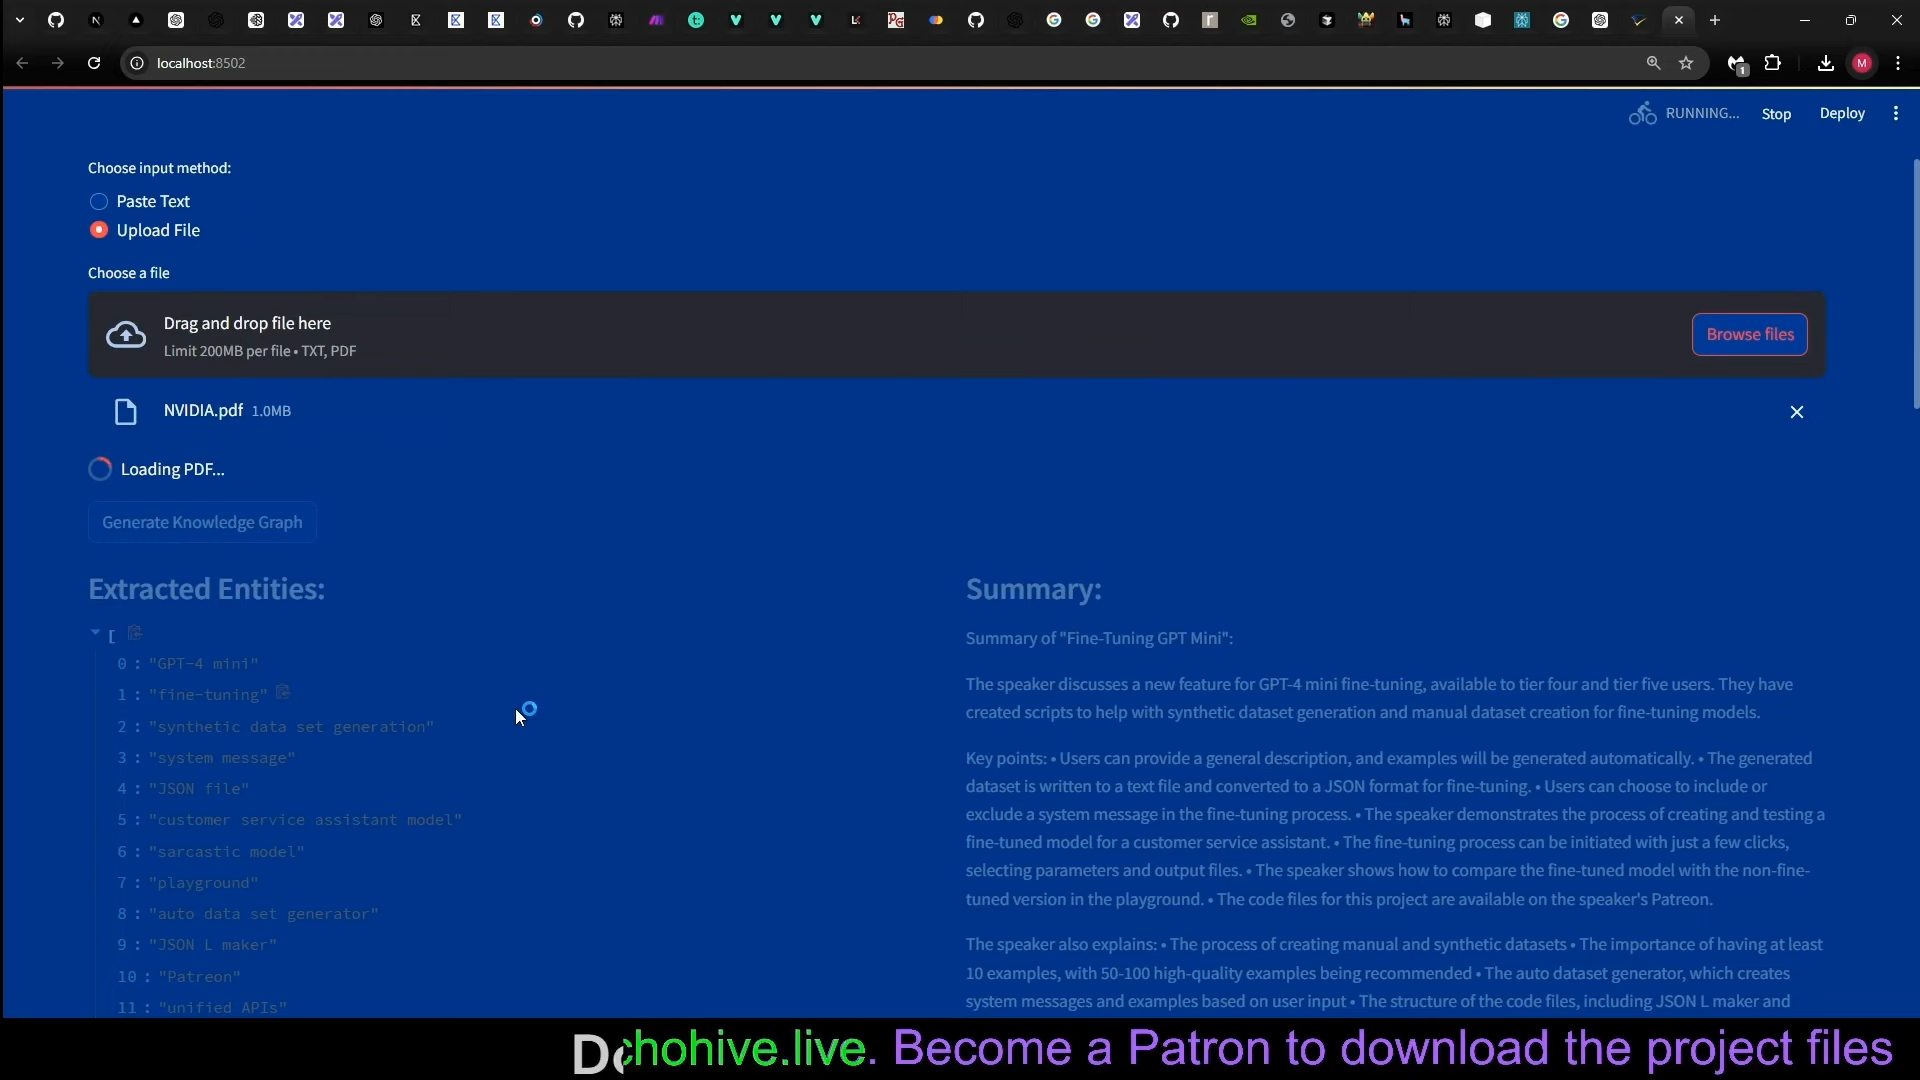 localhost:8502
1
M
RUNNING...
Stop
Deploy
Choose input method:
Paste Text
Upload File
Choose a file
Drag and drop file here
Limit 200MB per file • TXT, PDF
Browse files
NVIDIA.pdf 1.0MB
Loading PDF...
Generate Knowledge Graph
Extracted Entities:
[
0 : "GPT-4 mini"
1 : "fine-tuning"
2 : "synthetic data set generation"
3 : "system message"
4 : "JSON file"
5 : "customer service assistant model"
6 : "sarcastic model"
7 : "playground"
8 : "auto data set generator"
9 : "JSON L maker"
10 : "Patreon"
11 : "unified APIs"
Summary:
Summary of "Fine-Tuning GPT Mini":
The speaker discusses a new feature for GPT-4 mini fine-tuning, available to tier four and tier five users. They have
created scripts to help with synthetic dataset generation and manual dataset creation for fine-tuning models.
Key points: • Users can provide a general description, and examples will be generated automatically. • The generated
dataset is written to a text file and converted to a JSON format for fine-tuning. • Users can choose to include or
exclude a system message in the fine-tuning process. • The speaker demonstrates the process of creating and testing a
fine-tuned model for a customer service assistant. • The fine-tuning process can be initiated with just a few clicks,
selecting parameters and output files. • The speaker shows how to compare the fine-tuned model with the non-fine-
tuned version in the playground. • The code files for this project are available on the speaker's Patreon.
The speaker also explains: • The process of creating manual and synthetic datasets • The importance of having at least
10 examples, with 50-100 high-quality examples being recommended • The auto dataset generator, which creates
system messages and examples based on user input • The structure of the code files, including JSON L maker and
chohive.live. Become a Patron to download the project files